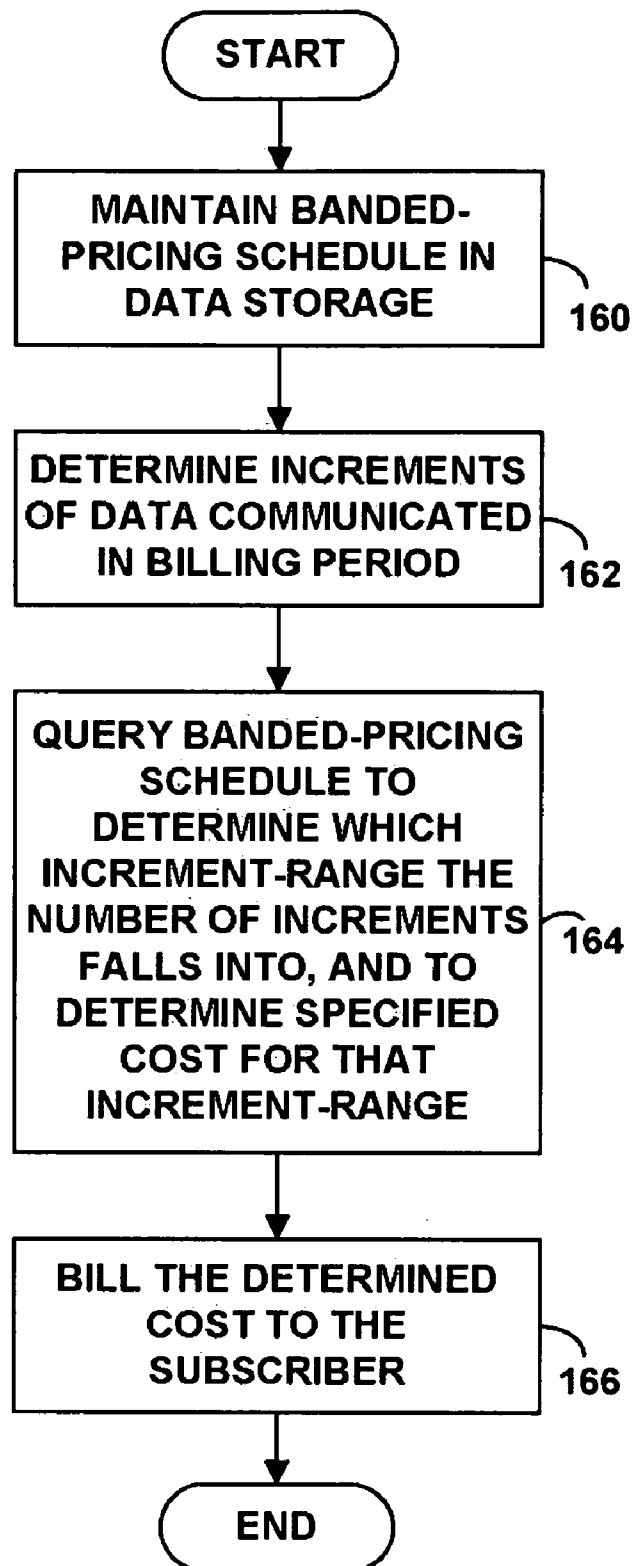 START
MAINTAIN BANDED-
PRICING SCHEDULE IN
DATA STORAGE
160
DETERMINE INCREMENTS
OF DATA COMMUNICATED
IN BILLING PERIOD
162
QUERY BANDED-PRICING
SCHEDULE TO
DETERMINE WHICH
INCREMENT-RANGE THE
NUMBER OF INCREMENTS
FALLS INTO, AND TO
DETERMINE SPECIFIED
COST FOR THAT
INCREMENT-RANGE
164
BILL THE DETERMINED
COST TO THE
SUBSCRIBER
166
END